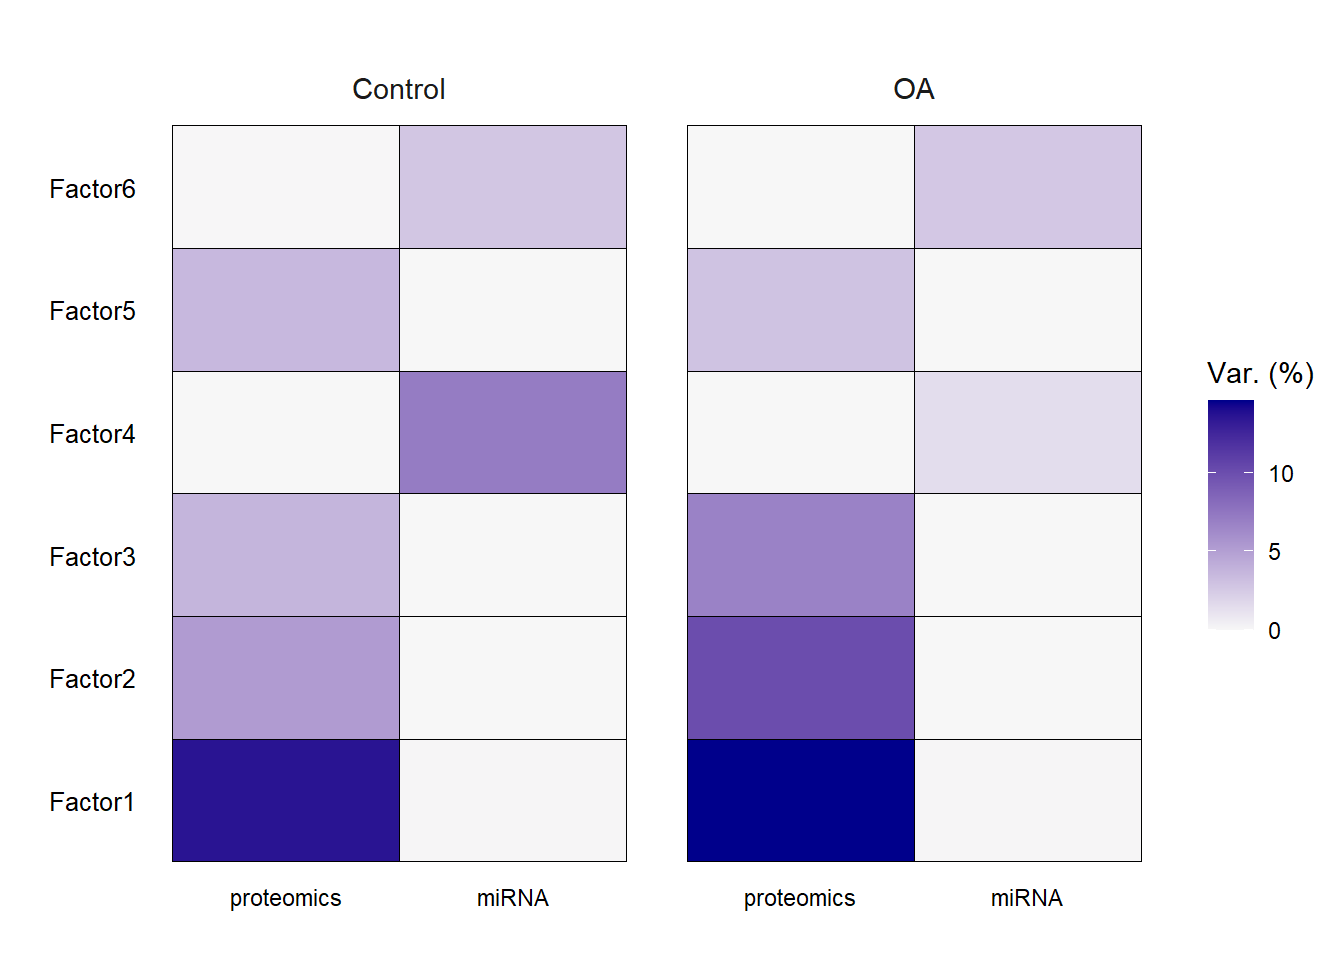 Control
OA
Factor6
Factor5
Factor4
Factor3
Factor2
Factor1
proteomics
miRNA
proteomics
miRNA
Var. (%)
10
5
0